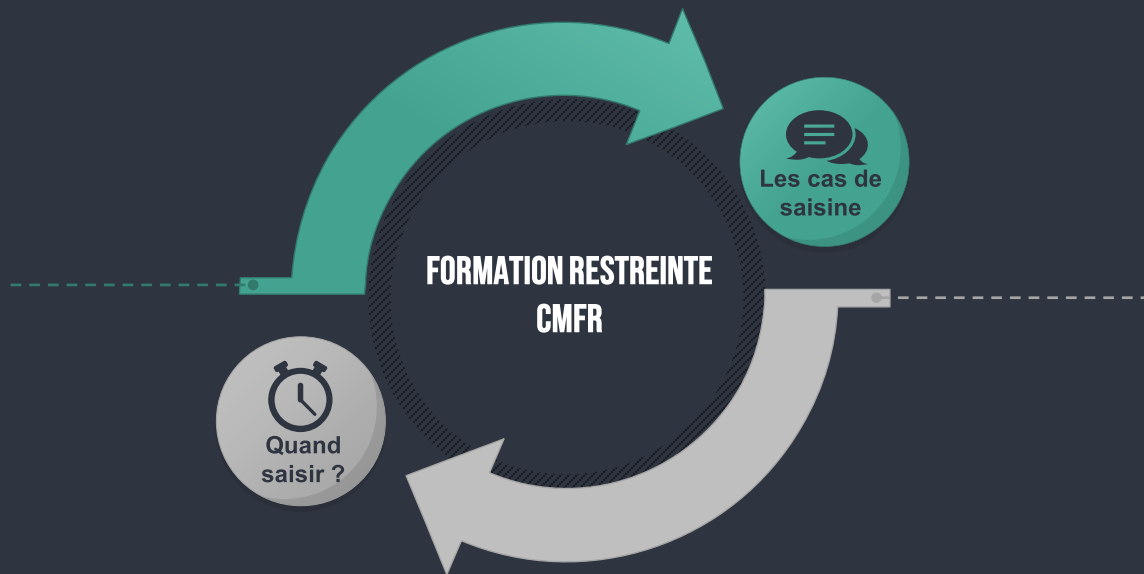 Les cas de
saisine
FORMATION RESTREINTE
CMFR
Quand
saisir ?